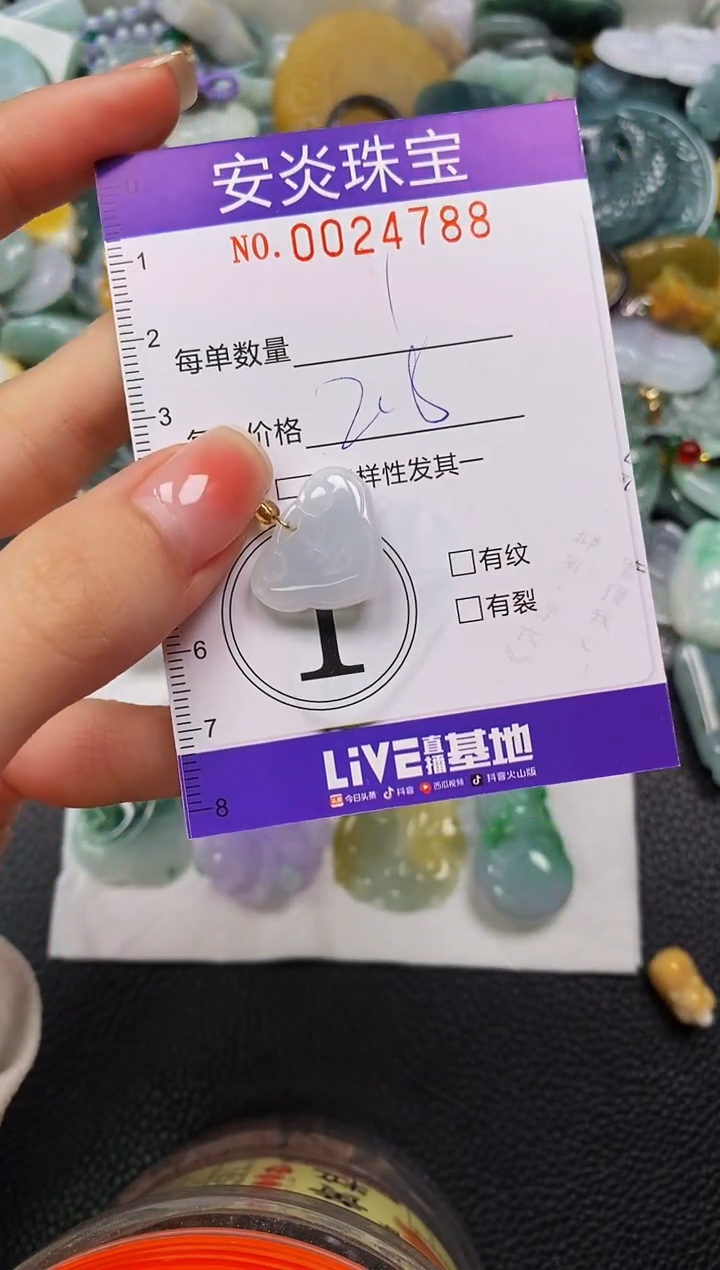 安炎珠宝
NO. 0024788
0
1
2
3
6
7
8
每单数量 1
价格
样性发其一
□有纹
□有裂
1
LiVE直播基地
今日头条 抖音 西瓜视频 抖音火山版